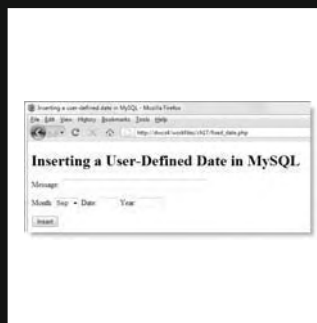 Inserting a user-defined date in MySQL - Mozilla Firefox
File Edit View History Bookmarks Tools Help
Inserting a User-Defined Date in MySQL
Message:
Month: Sep Date: Year:
Insert